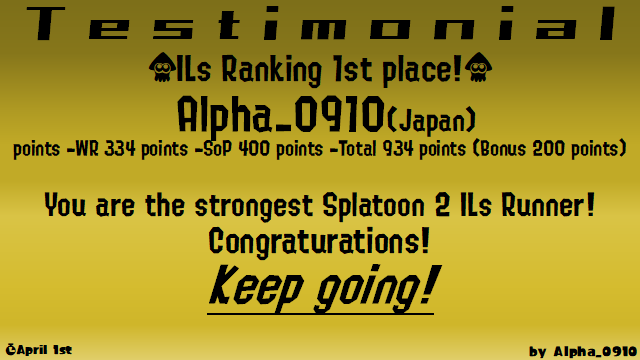 Testimonial
ILs Ranking 1st place!
Alpha_0910(Japan)
points -WR 334 points -SoP 400 points -Total 934 points (Bonus 200 points)
You are the strongest Splatoon 2 ILs Runner!
Congraturations!
Keep going!
©April 1st
by Alpha_0910